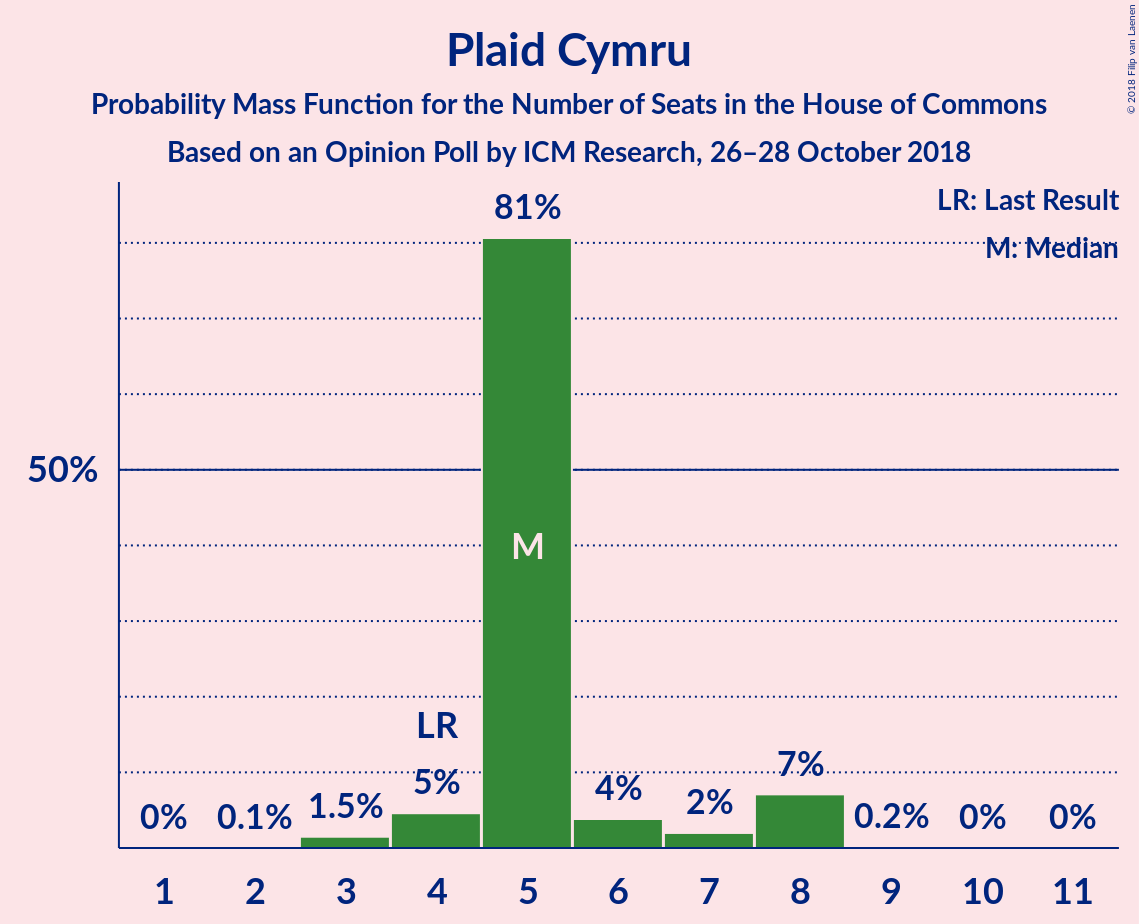 Plaid Cymru
Probability Mass Function for the Number of Seats in the House of Commons
Based on an Opinion Poll by ICM Research, 26–28 October 2018
© 2018 Filip van Laenen
LR: Last Result
M: Median
81%
50%
M
LR
0%
0.1%
1.5%
5%
4%
2%
7%
0.2%
0%
0%
1 2 3 4 5 6 7 8 9 10 11